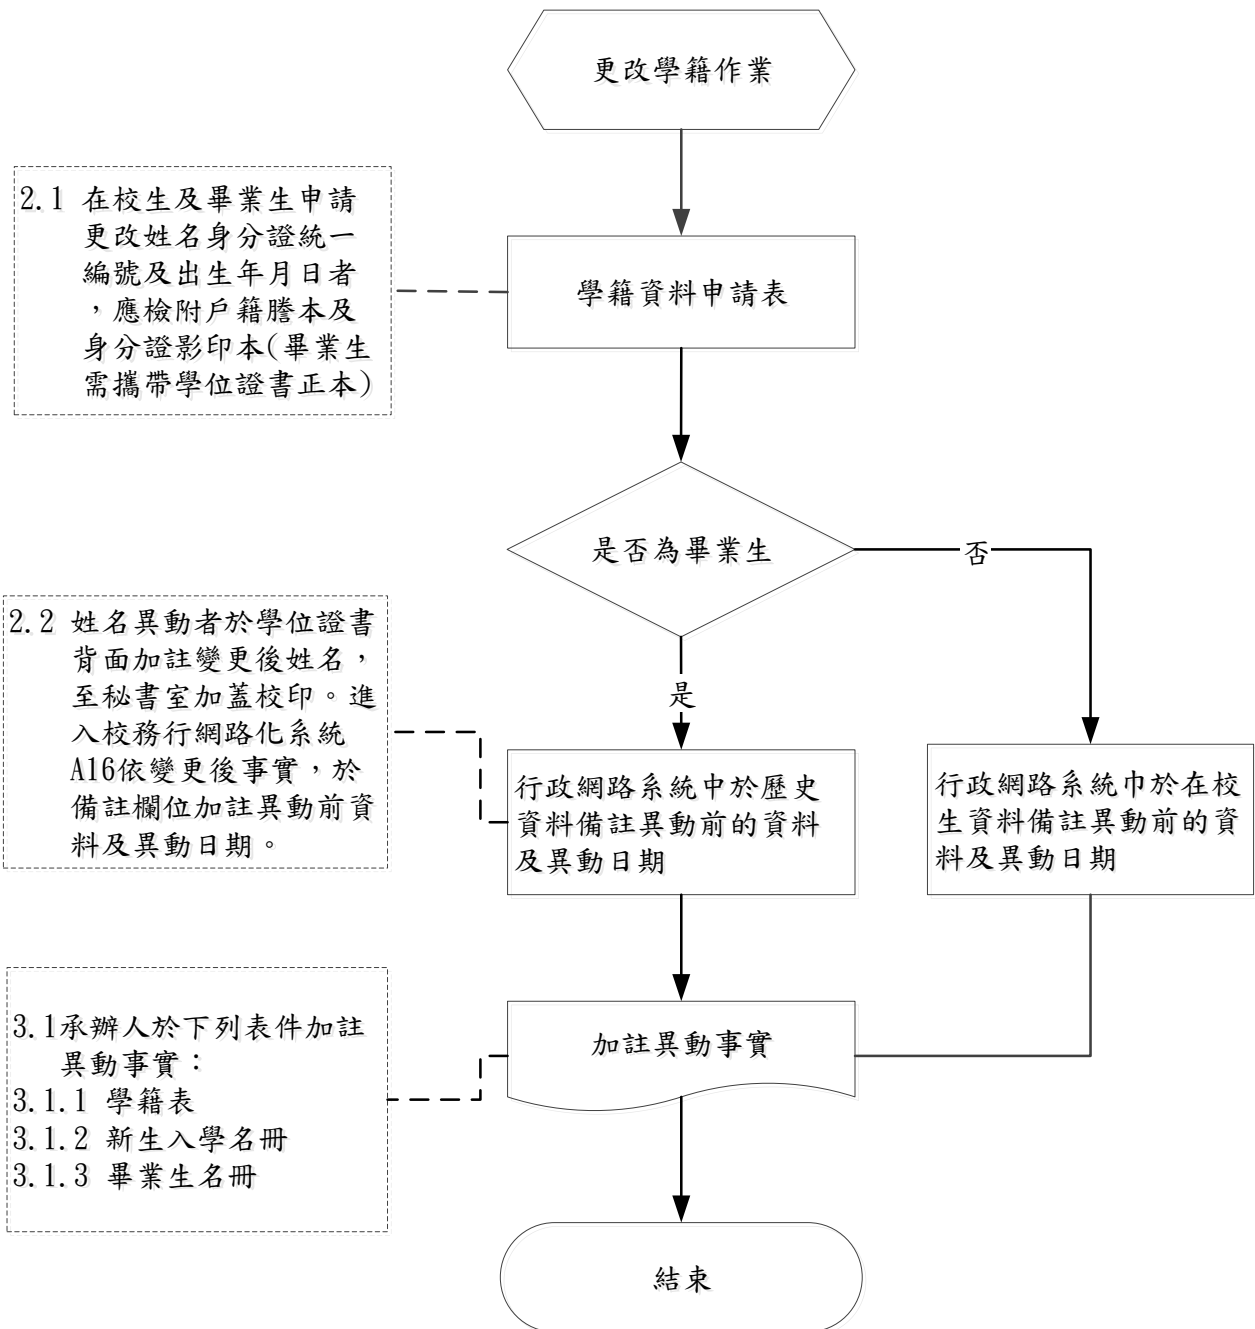 更改學籍作業
2.1 在校生及畢業生申請
更改姓名身分證統一
編號及出生年月日者
，應檢附戶籍謄本及
身分證影印本(畢業生
需攜帶學位證書正本)
學籍資料申請表
是否為畢業生
否
是
2.2 姓名異動者於學位證書
背面加註變更後姓名，
至秘書室加蓋校印。進
入校務行網路化系統
A16依變更後事實，於
備註欄位加註異動前資
料及異動日期。
行政網路系統中於歷史
資料備註異動前的資料
及異動日期
行政網路系統巾於在校
生資料備註異動前的資
料及異動日期
3.1承辦人於下列表件加註
異動事實：
3.1.1 學籍表
3.1.2 新生入學名冊
3.1.3 畢業生名冊
加註異動事實
結束